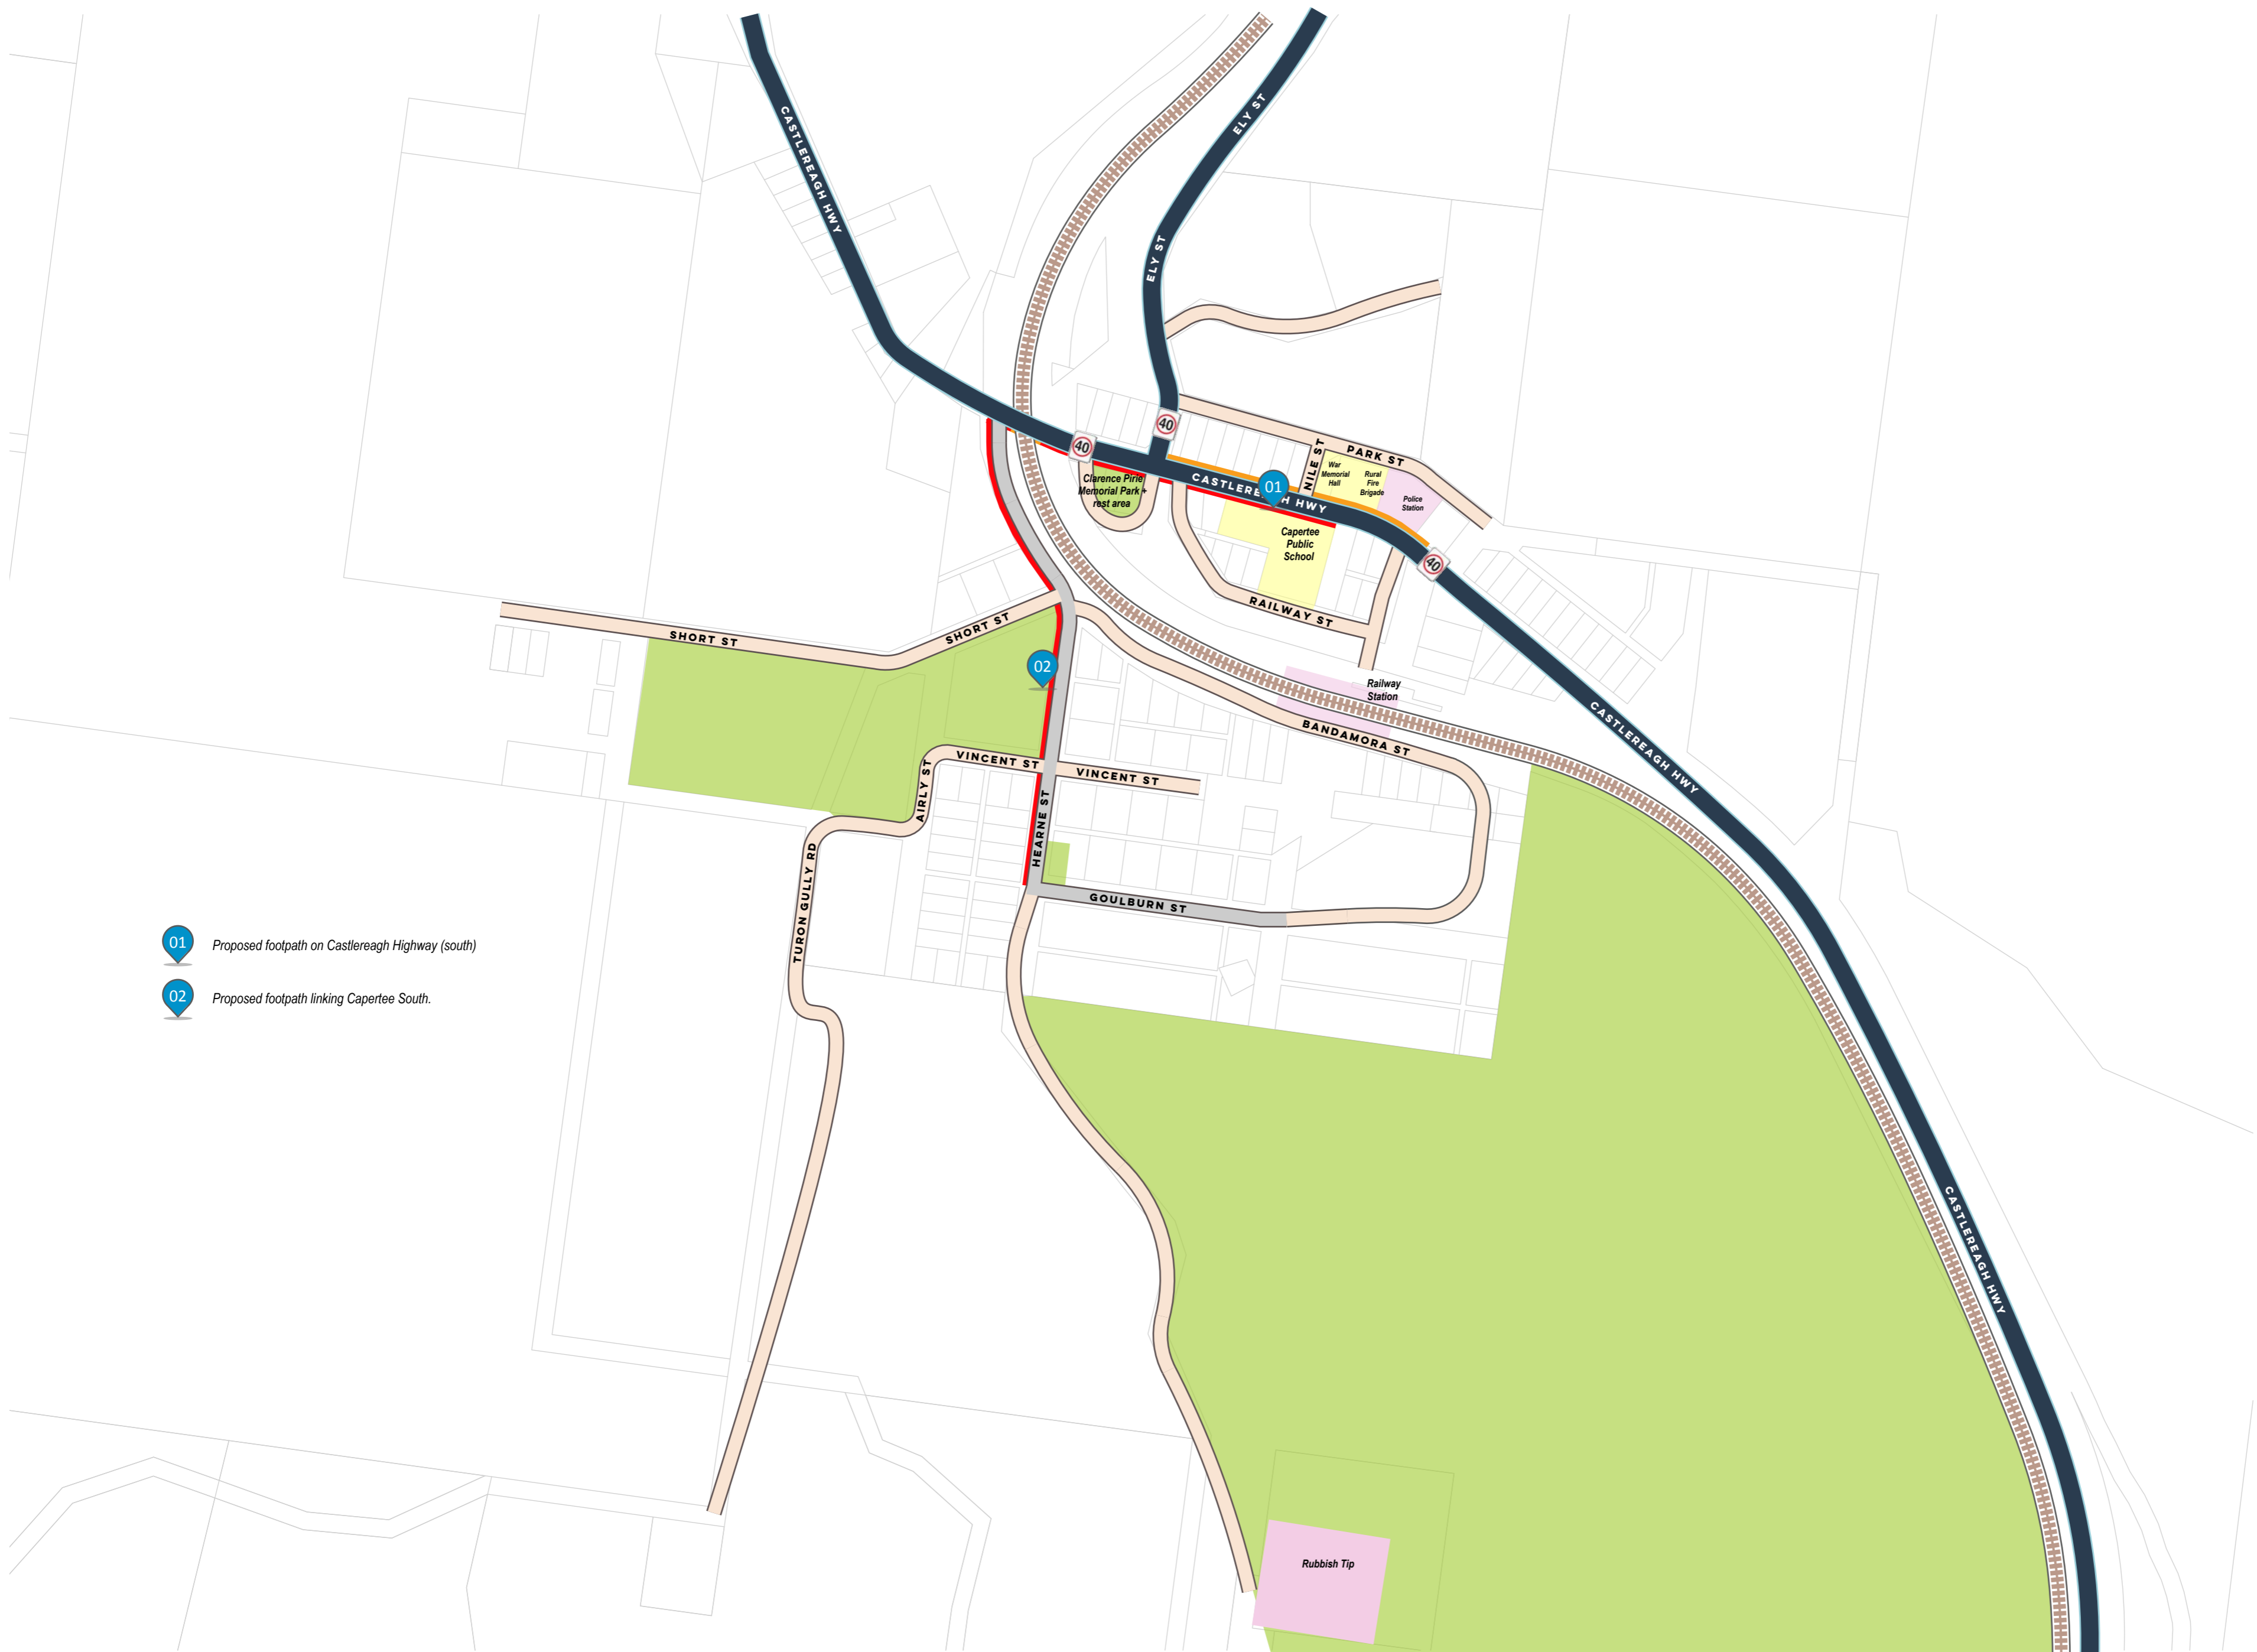 CASTLEREAGH HWY
ELY ST
ELY ST
40
40
PARK ST
NILE ST
War
Memorial
Hall
Rural
Fire
Brigade
Police
Station
Clarence Pirie
Memorial Park +
rest area
CASTLEREAGH HWY
01
Capertee
Public
School
40
RAILWAY ST
SHORT ST
SHORT ST
02
Railway
Station
BANDAMORA ST
CASTLEREAGH HWY
VINCENT ST
VINCENT ST
AIRLY ST
HEARNE ST
TURON GULLY RD
GOULBURN ST
01 Proposed footpath on Castlereagh Highway (south)
02 Proposed footpath linking Capertee South.
CASTLEREAGH HWY
Rubbish Tip